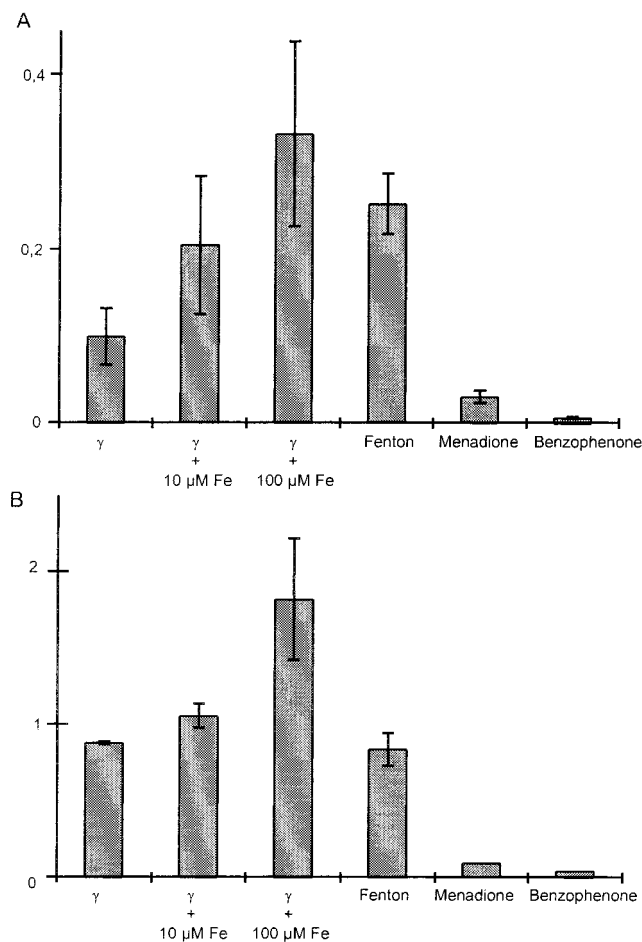 A
0,4
0,2
0
γ γ γ Fenton Menadione Benzophenone
+ +
10 µM Fe 100 µM Fe
B
2
1
0
γ γ γ Fenton Menadione Benzophenone
+ +
10 µM Fe 100 µM Fe